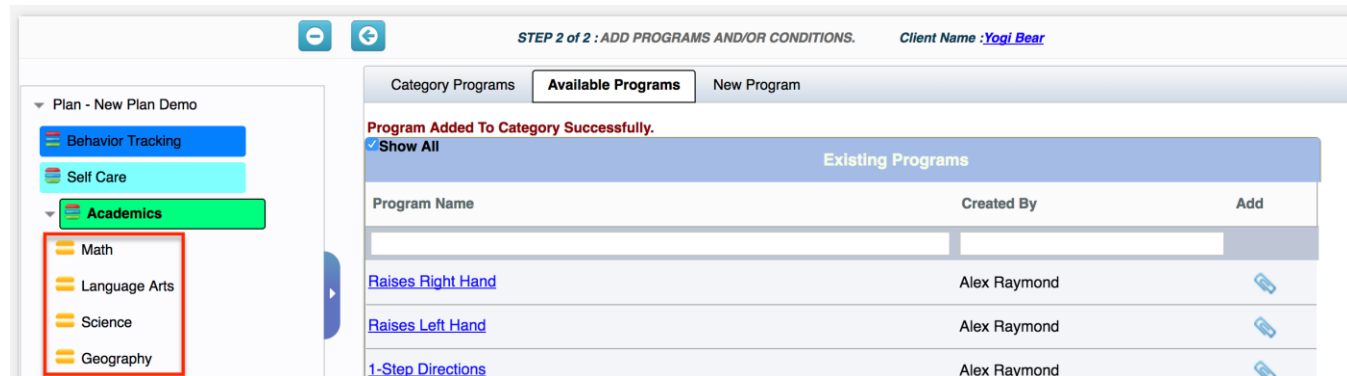 STEP 2 of 2 : ADD PROGRAMS AND/OR CONDITIONS. Client Name :Yogi Bear
Category Programs Available Programs New Program
Plan - New Plan Demo
Program Added To Category Successfully.
Behavior Tracking
Show All
Existing Programs
Self Care
Program Name Created By Add
Academics
Math
Language Arts
Raises Right Hand Alex Raymond
Science
Raises Left Hand Alex Raymond
Geography
1-Step Directions Alex Raymond